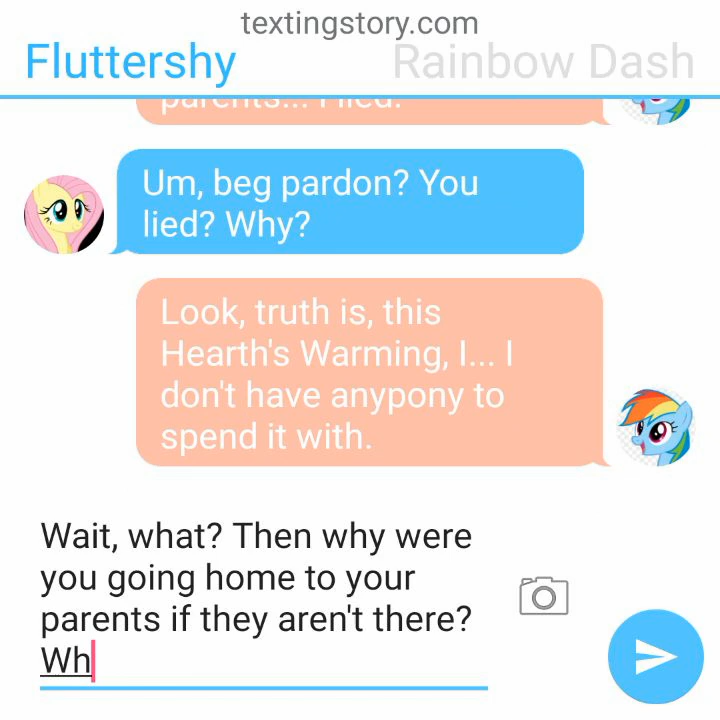 textingstory.com
Fluttershy
Rainbow Dash
parents... I lied.
Um, beg pardon? You
lied? Why?
Look, truth is, this
Hearth's Warming, I... I
don't have anypony to
spend it with.
Wait, what? Then why were
you going home to your
parents if they aren't there?
Wh